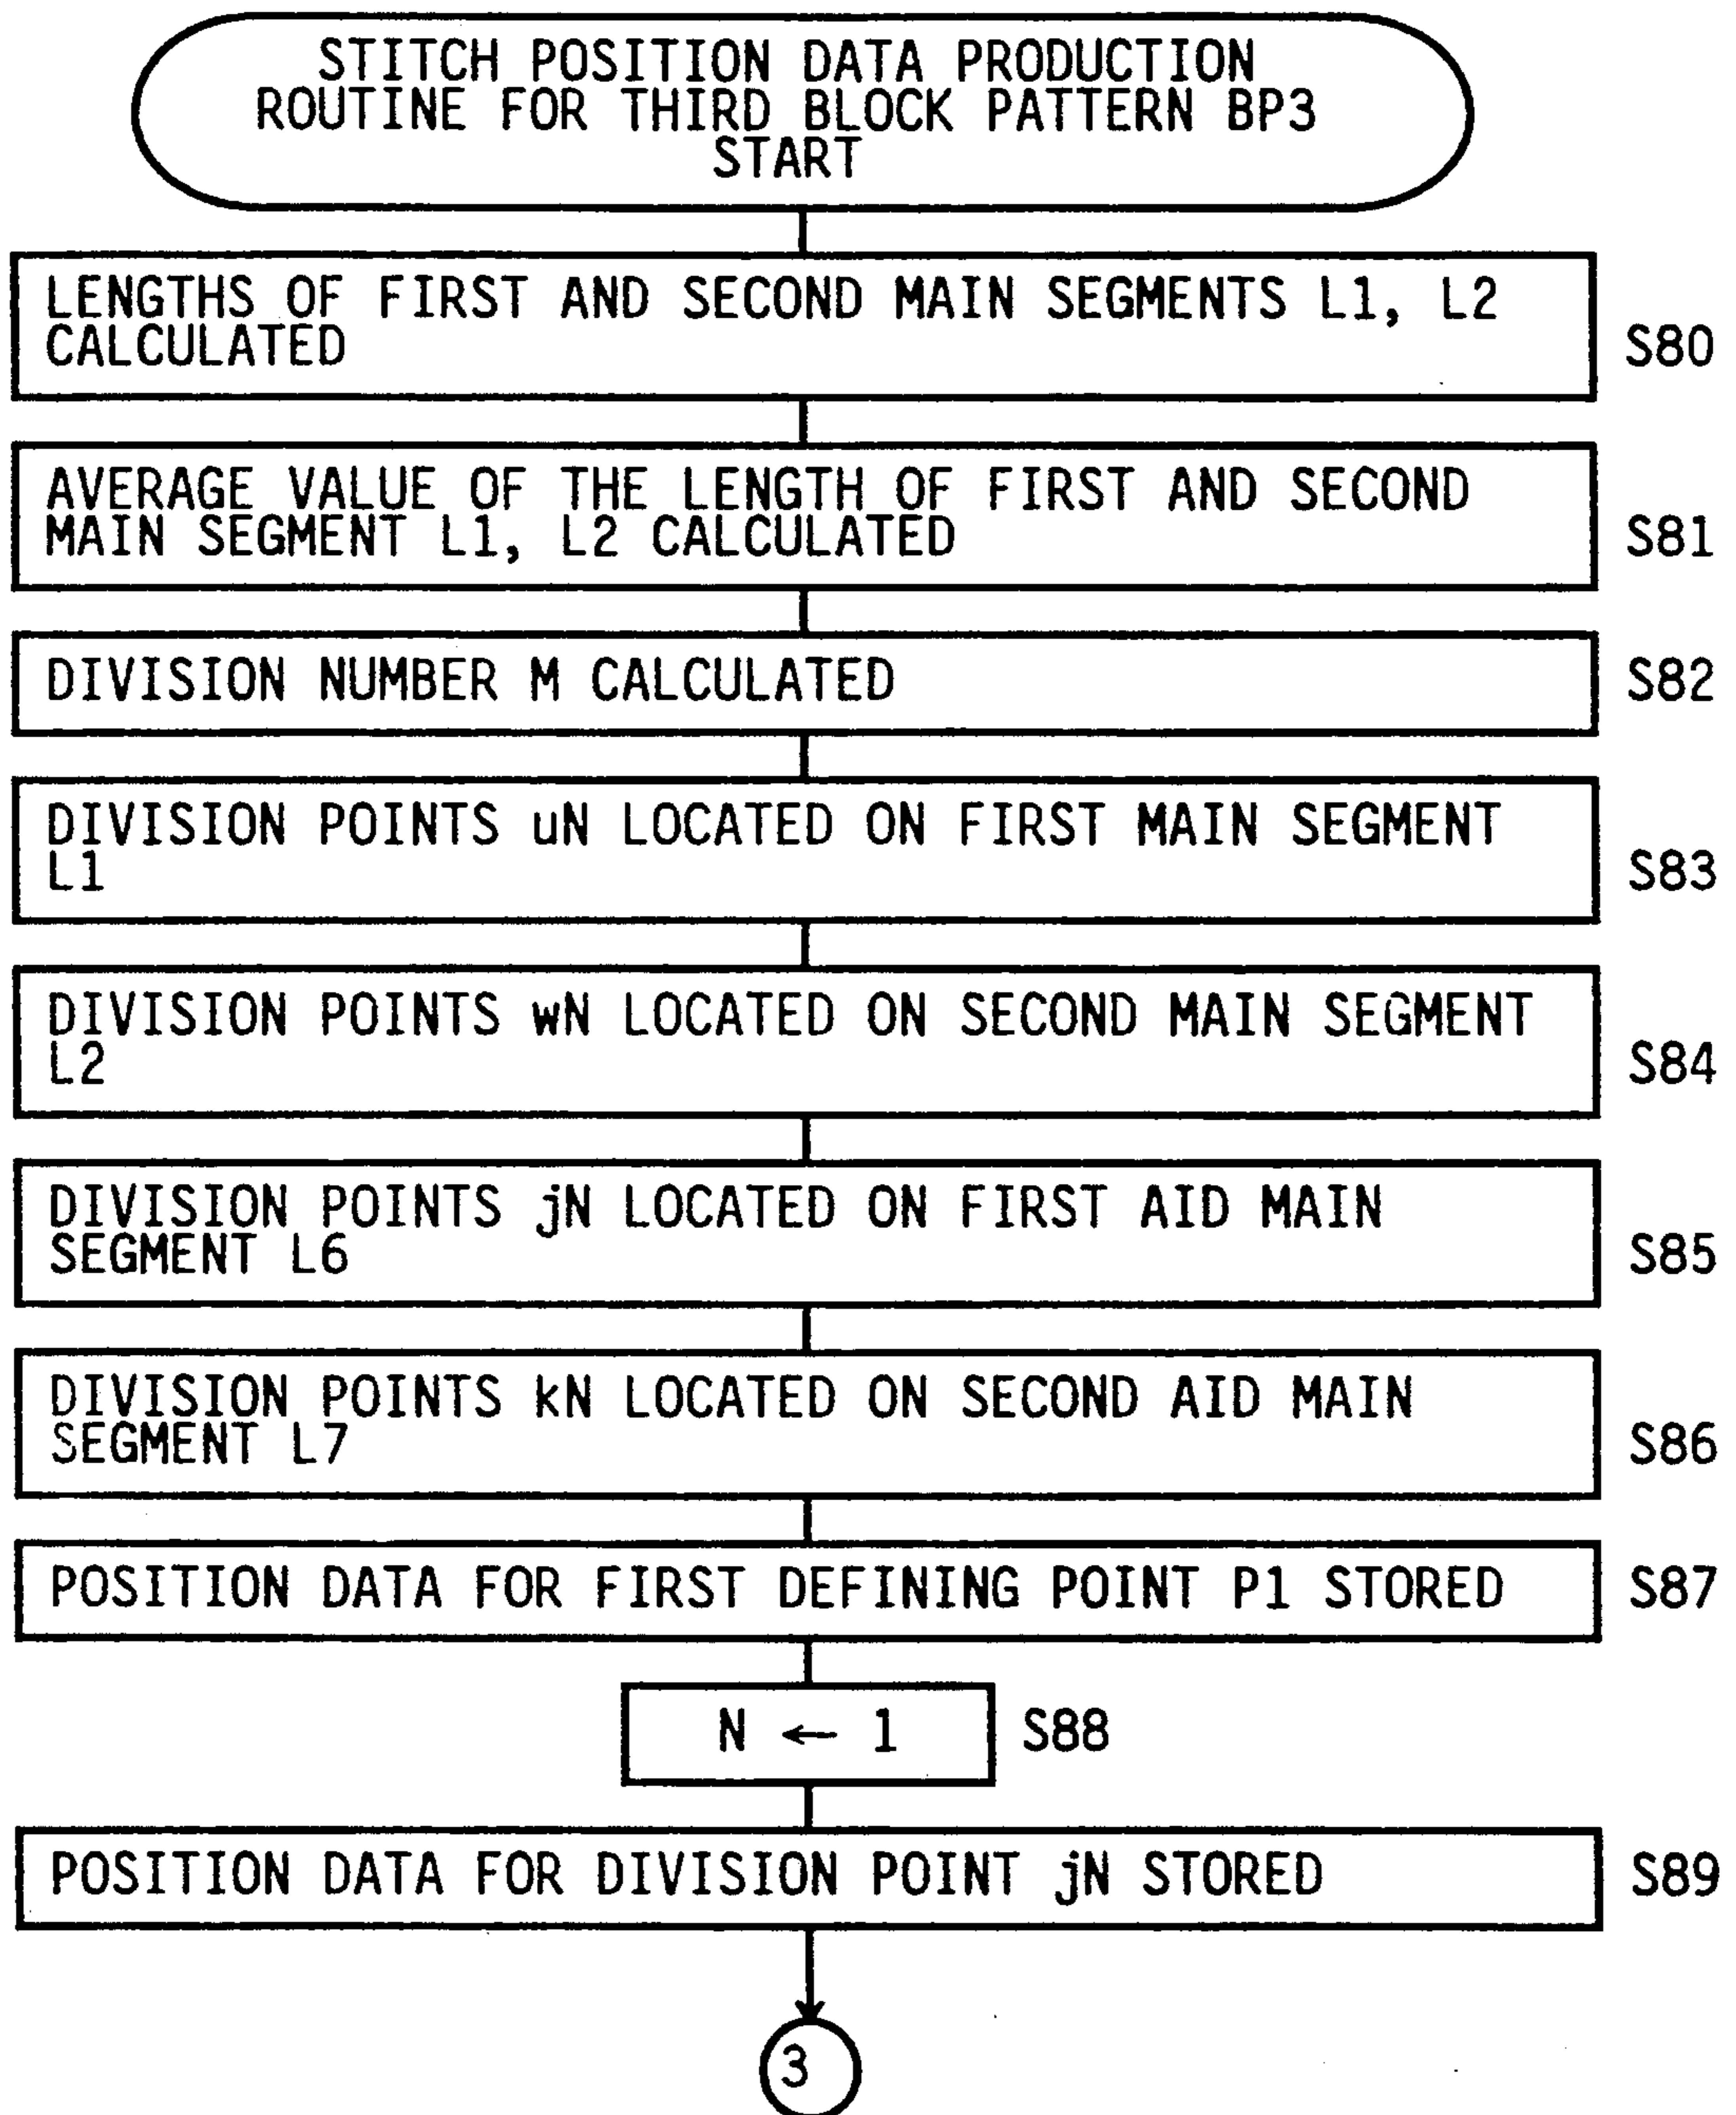 STITCH POSITION DATA PRODUCTION
ROUTINE FOR THIRD BLOCK PATTERN BP3
START
LENGTHS OF FIRST AND SECOND MAIN SEGMENTS L1, L2
CALCULATED
S80
AVERAGE VALUE OF THE LENGTH OF FIRST AND SECOND
MAIN SEGMENT L1, L2 CALCULATED
S81
DIVISION NUMBER M CALCULATED
S82
DIVISION POINTS uN LOCATED ON FIRST MAIN SEGMENT
L1
S83
DIVISION POINTS wN LOCATED ON SECOND MAIN SEGMENT
L2
S84
DIVISION POINTS jN LOCATED ON FIRST AID MAIN
SEGMENT L6
S85
DIVISION POINTS kN LOCATED ON SECOND AID MAIN
SEGMENT L7
S86
POSITION DATA FOR FIRST DEFINING POINT P1 STORED
S87
N ← 1
S88
POSITION DATA FOR DIVISION POINT jN STORED
S89
3